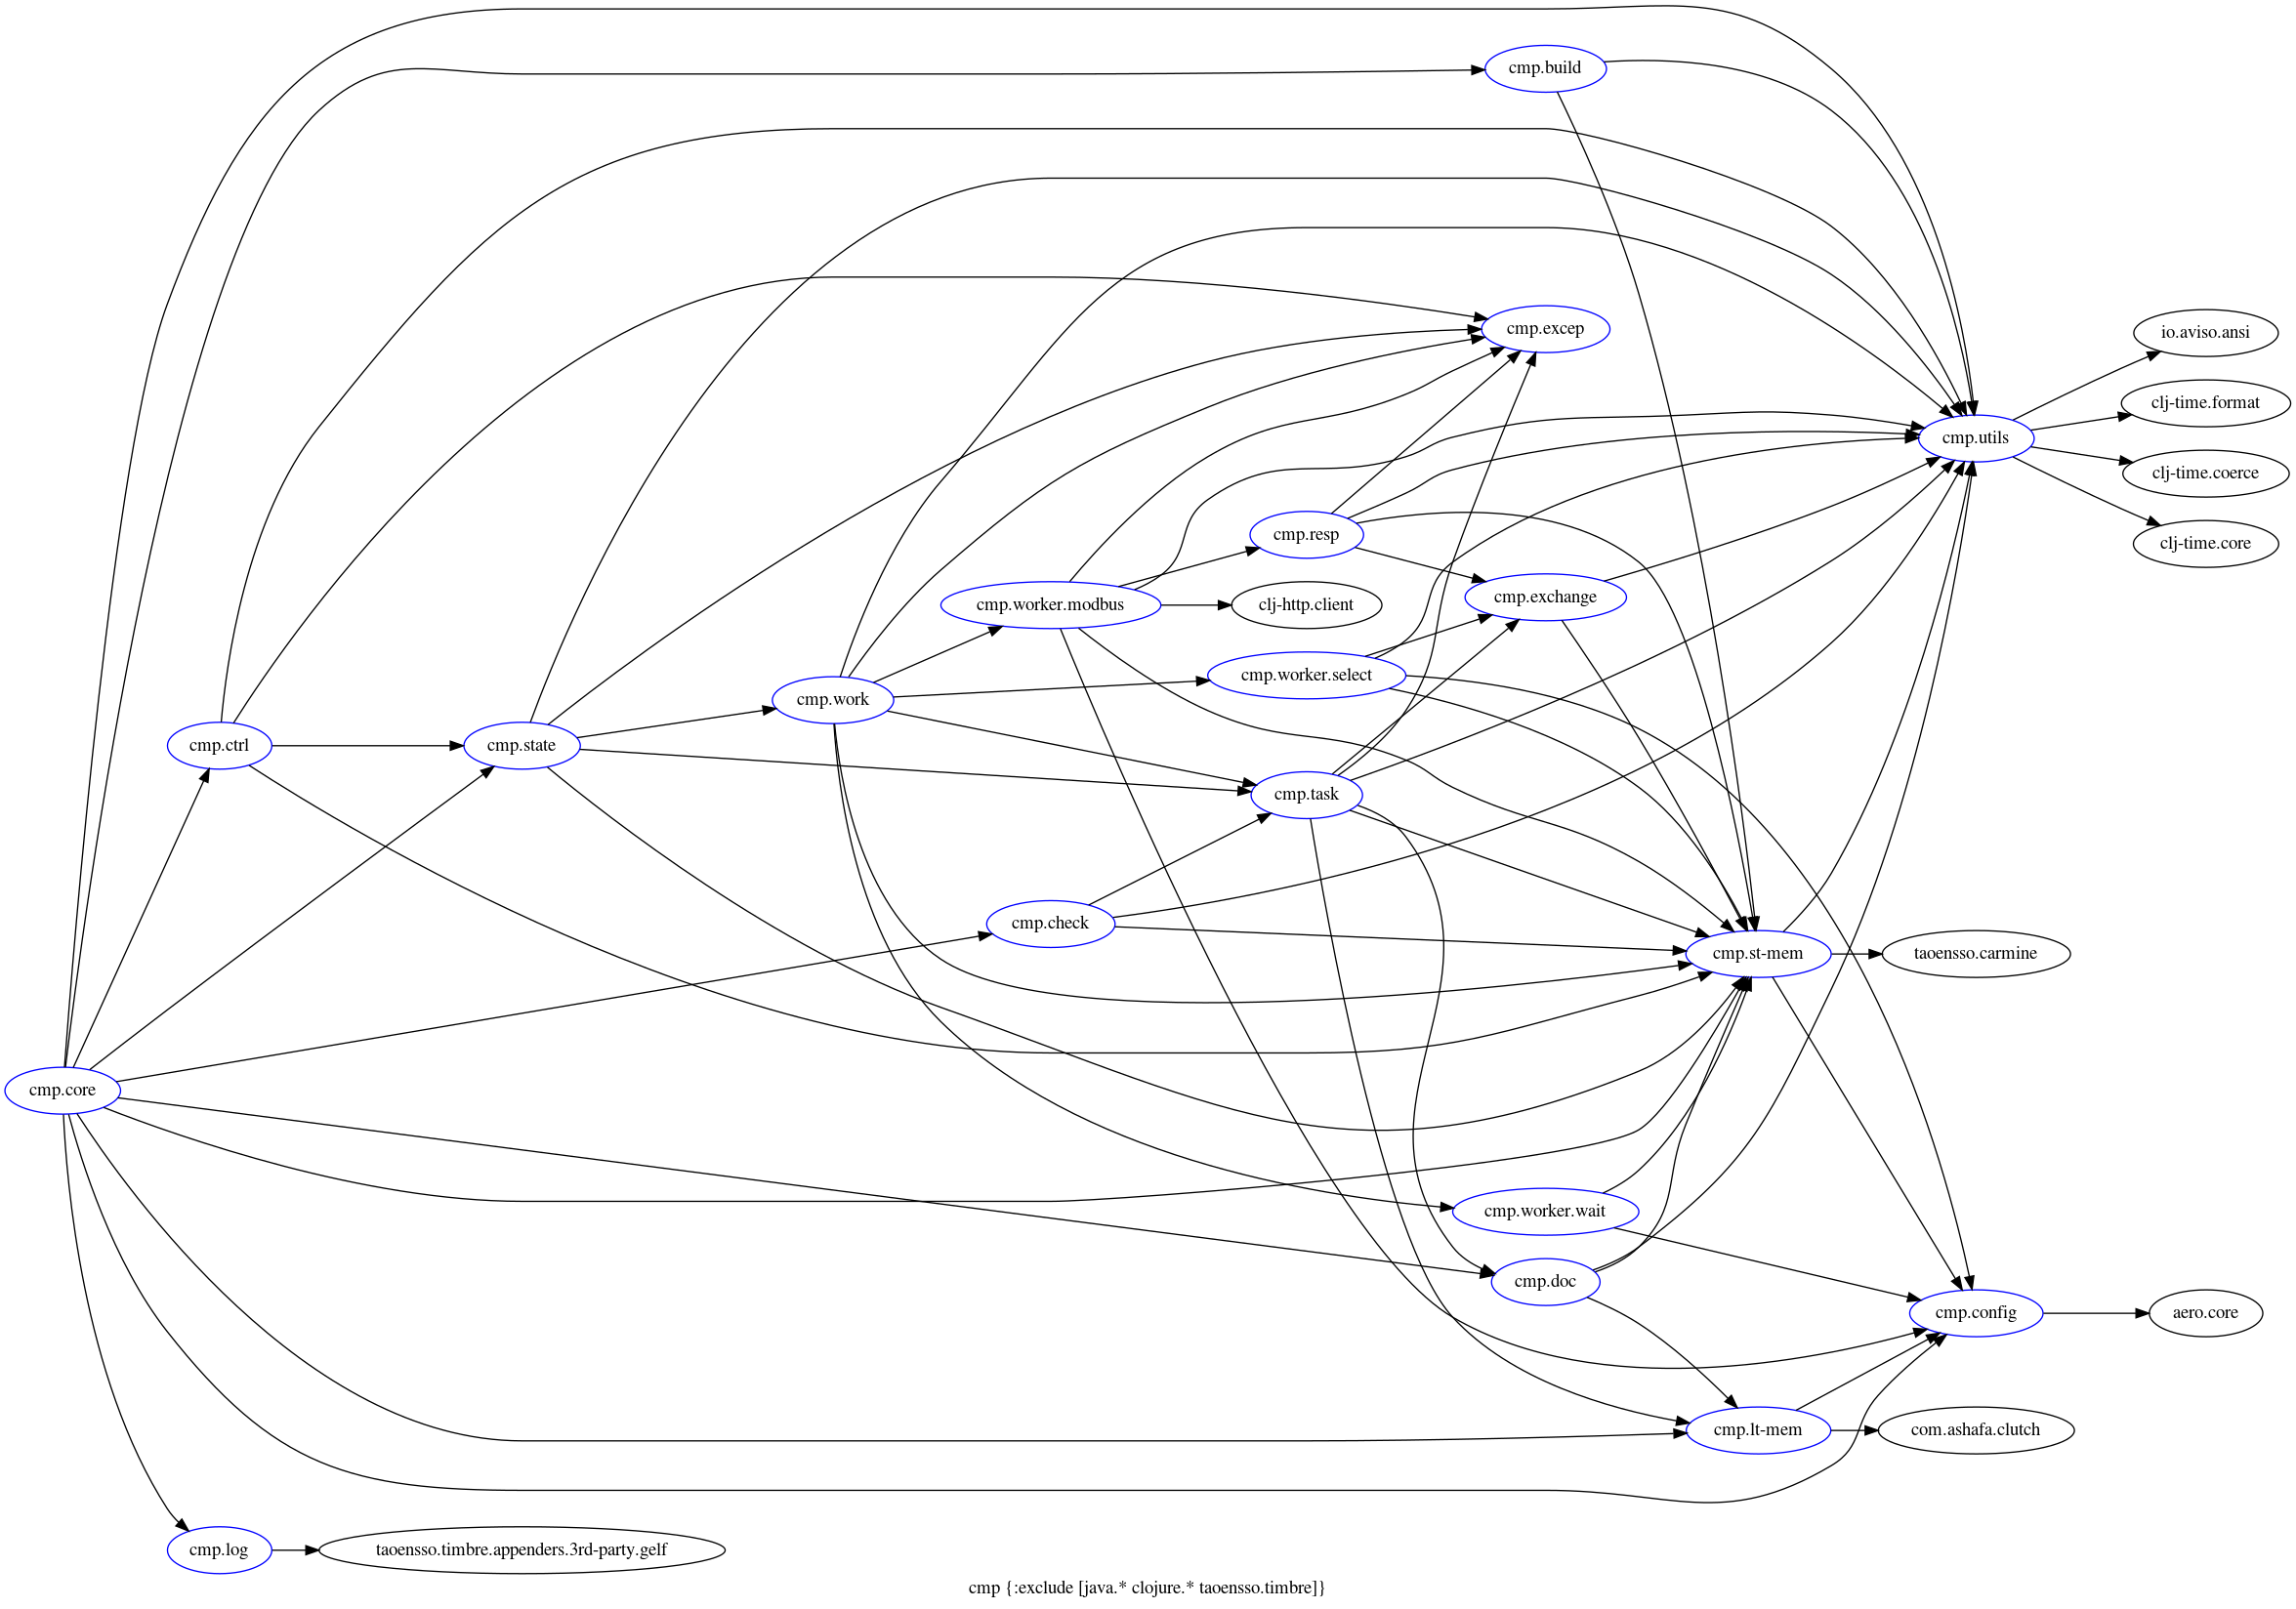 cmp.build
cmp.excep
io.aviso.ansi
clj-time.format
cmp.utils
clj-time.coerce
cmp.resp
clj-time.core
cmp.exchange
cmp.worker.modbus
clj-http.client
cmp.worker.select
cmp.work
cmp.ctrl
cmp.state
cmp.task
cmp.check
cmp.st-mem
taoensso.carmine
cmp.core
cmp.worker.wait
cmp.doc
cmp.config
aero.core
cmp.lt-mem
com.ashafa.clutch
cmp.log
taoensso.timbre.appenders.3rd-party.gelf
cmp {:exclude [java.* clojure.* taoensso.timbre]}